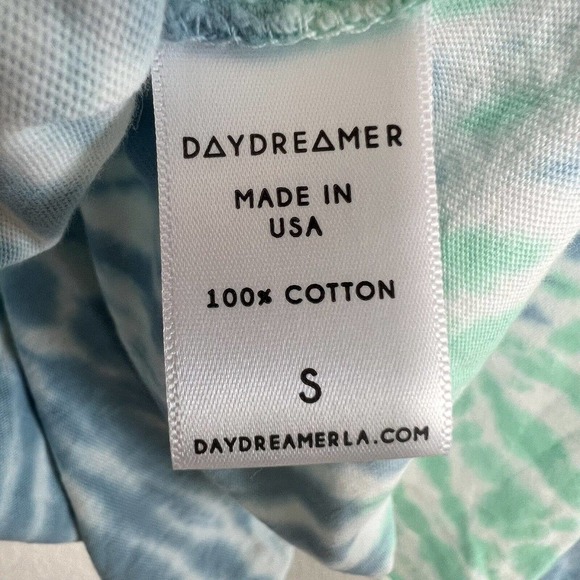 DAYDREAMER
MADE IN
USA
100% COTTON
S
DAYDREAMERLA.COM